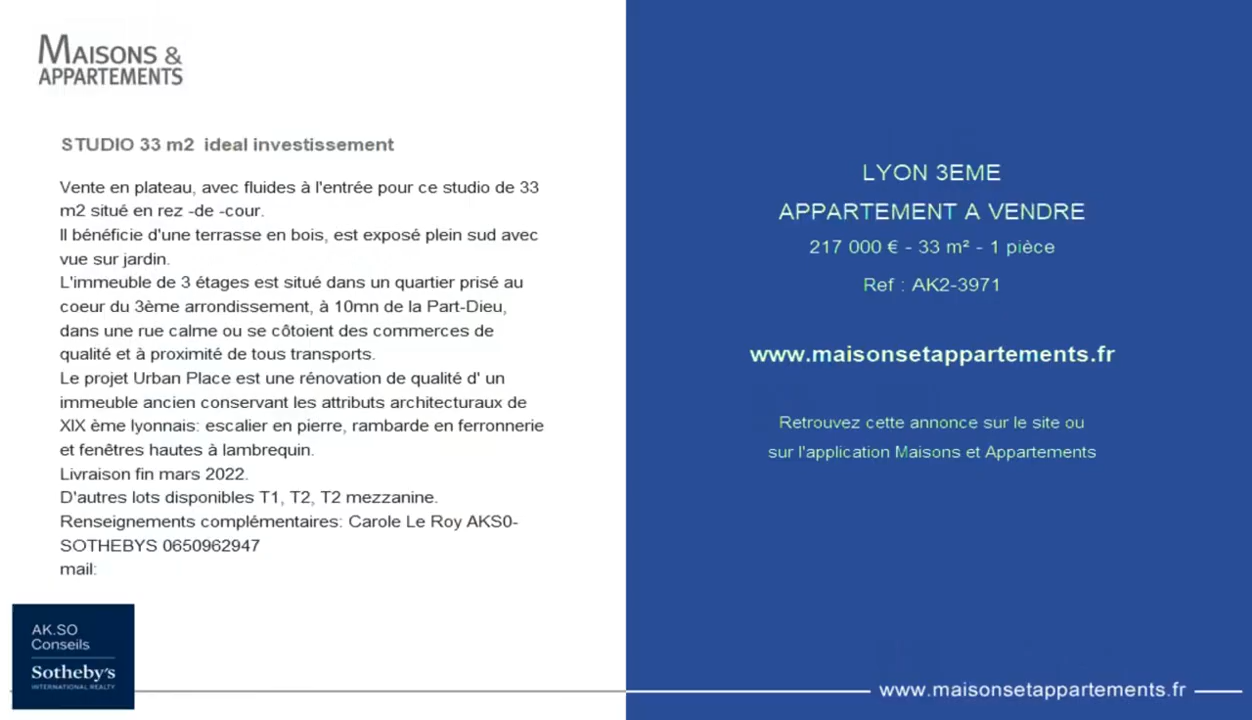 MAISONS &
APPARTEMENTS
STUDIO 33 m2 ideal investissement
Vente en plateau, avec fluides à l'entrée pour ce studio de 33
m2 situé en rez -de -cour.
Il bénéficie d'une terrasse en bois, est exposé plein sud avec
vue sur jardin.
L'immeuble de 3 étages est situé dans un quartier prisé au
coeur du 3ème arrondissement, à 10mn de la Part-Dieu,
dans une rue calme ou se côtoient des commerces de
qualité et à proximité de tous transports.
Le projet Urban Place est une rénovation de qualité d' un
immeuble ancien conservant les attributs architecturaux de
XIX ème lyonnais: escalier en pierre, rambarde en ferronnerie
et fenêtres hautes à lambrequin.
Livraison fin mars 2022.
D'autres lots disponibles T1, T2, T2 mezzanine.
Renseignements complémentaires: Carole Le Roy AKS0-
SOTHEBYS 0650962947
mail:
AK.SO
Conseils
Sotheby's
INTERNATIONAL REALTY
LYON 3EME
APPARTEMENT A VENDRE
217 000 € - 33 m² - 1 pièce
Ref : AK2-3971
www.maisonsetappartements.fr
Retrouvez cette annonce sur le site ou
sur l'application Maisons et Appartements
www.maisonsetappartements.fr